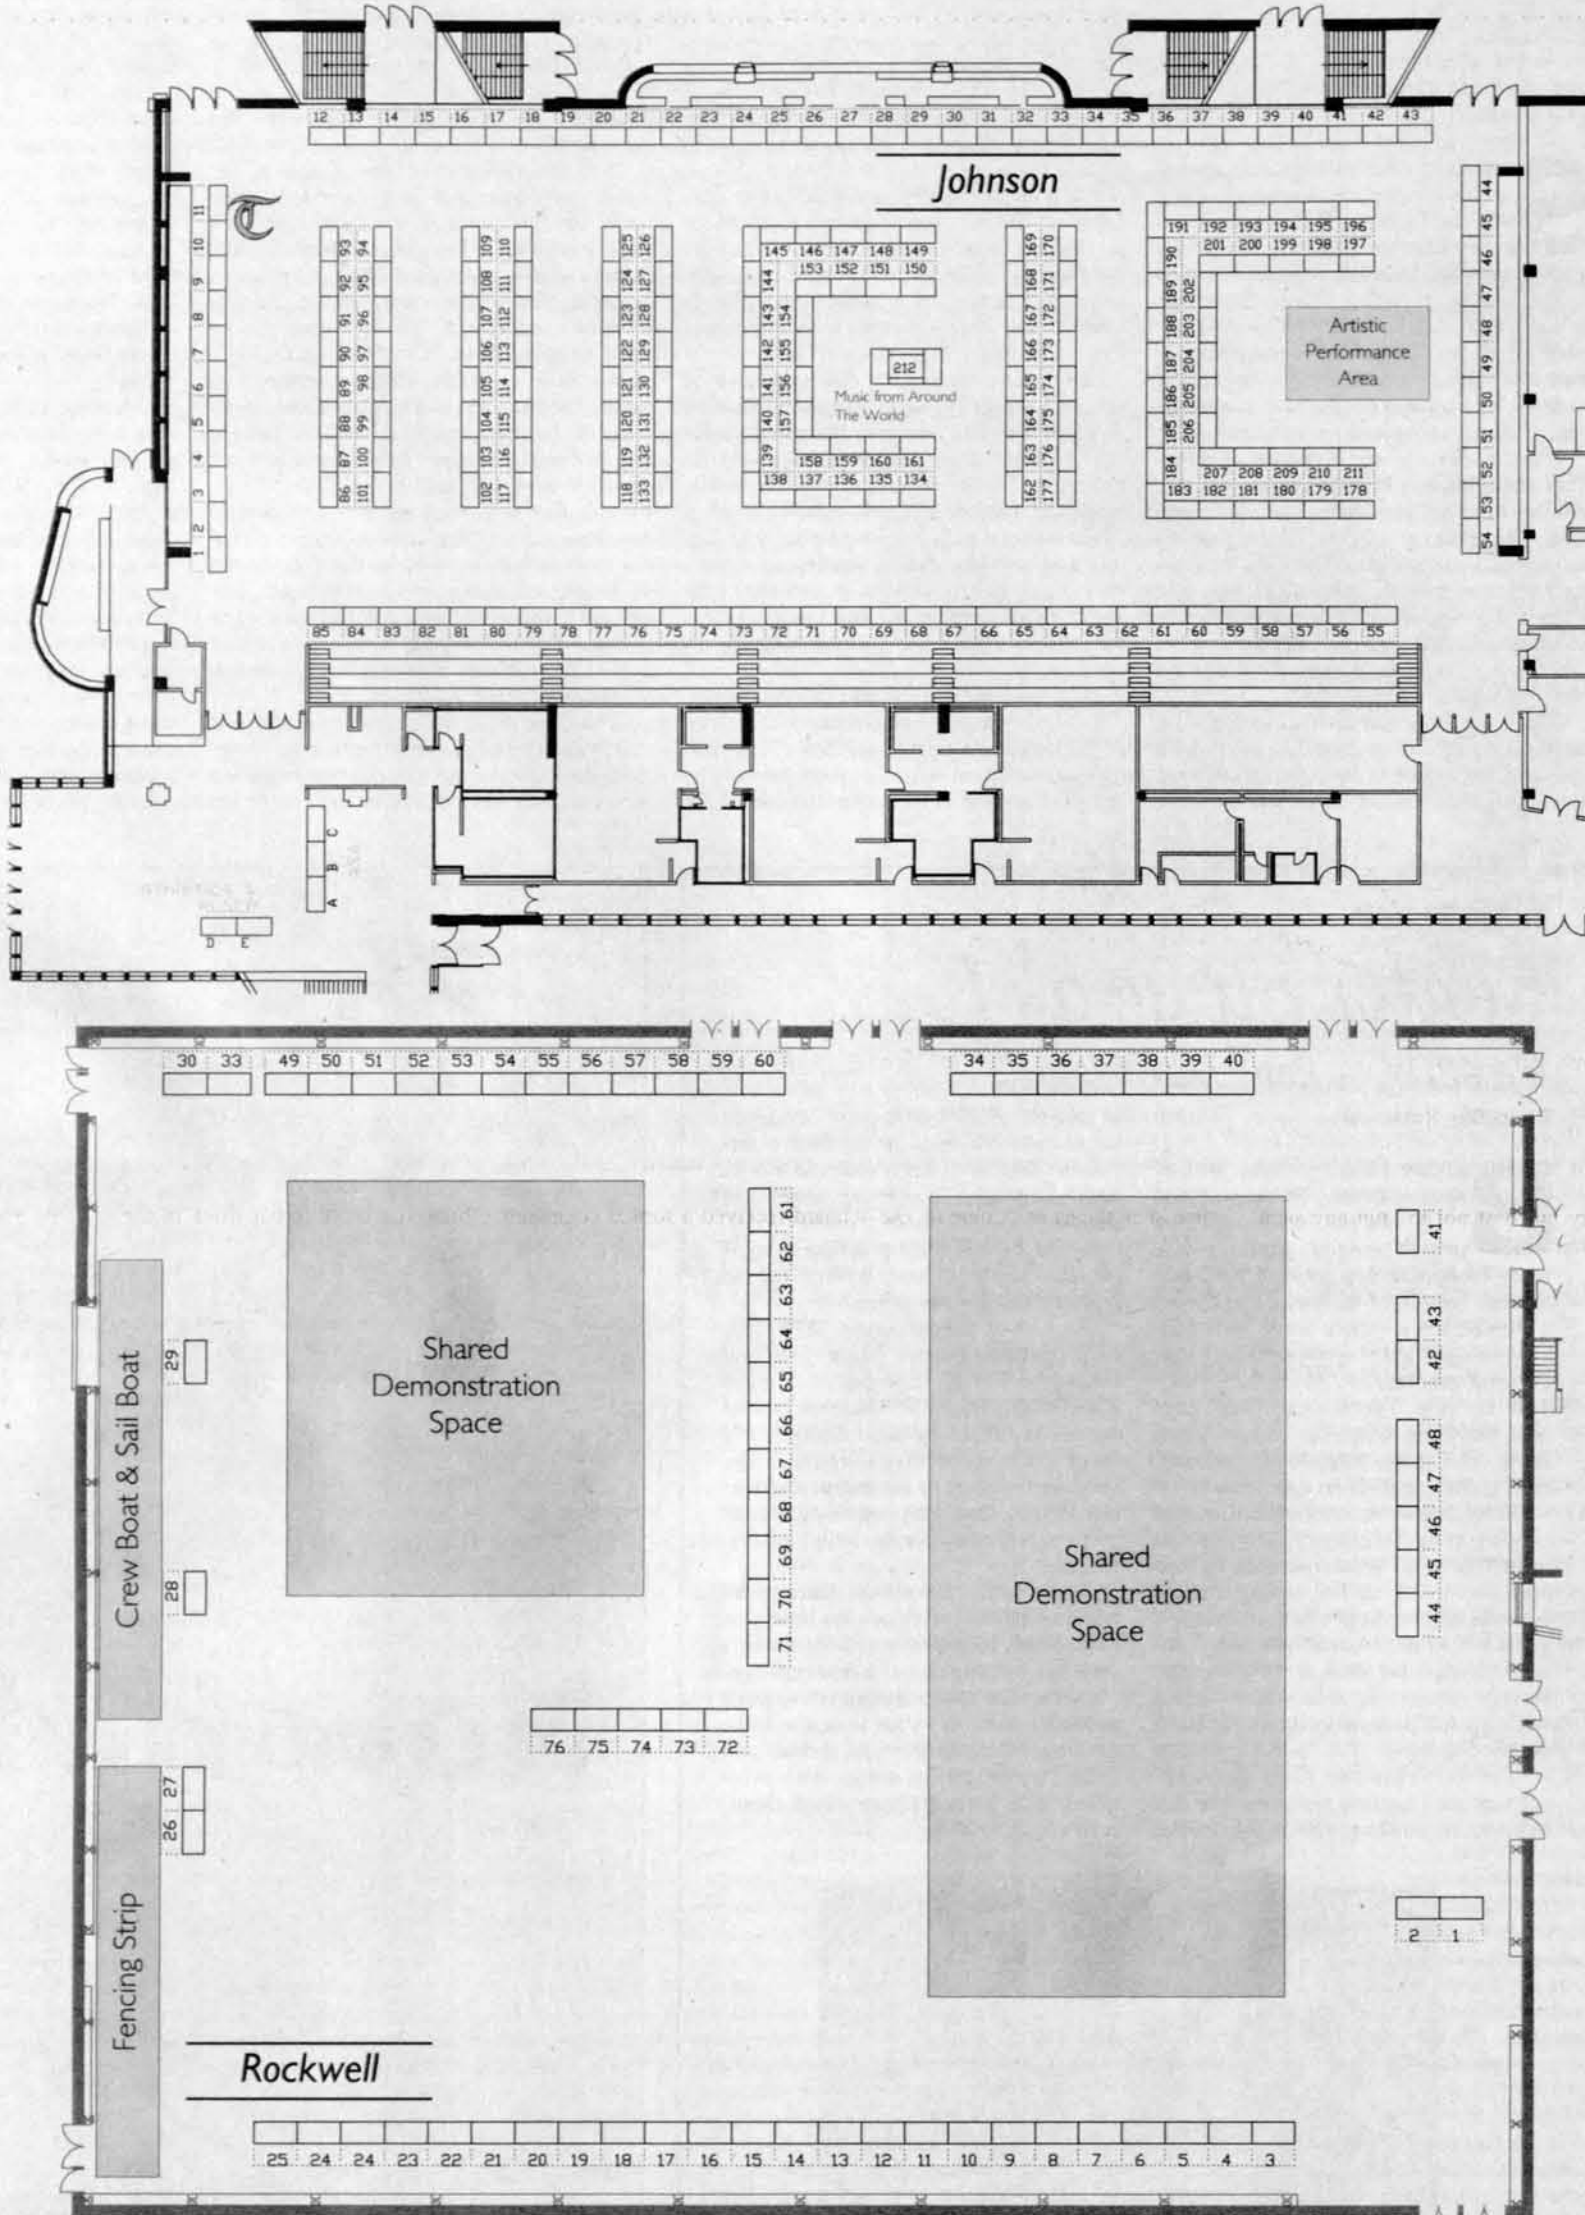 12 13 14 15 16 17 18 19 20 21 22 23 24 25 26 27 28 29 30 31 32 33 34 35 36 37 38 39 40 41 42 43
Johnson
T
11
10
9
8
7
6
5
4
3
2
1
93 94
92 95
91 96
90 97
89 98
88 99
87 100
86 101
109 110
108 111
107 112
106 113
105 114
104 115
103 116
102 117
125 126
124 127
123 128
122 129
121 130
120 131
119 132
118 133
145 146 147 148 149
153 152 151 150
144
143 154
142 155
141 156
140 157
139
158 159 160 161
138 137 136 135 134
212
Music from Around
The World
169 170
168 171
167 172
166 173
165 174
164 175
163 176
162 177
191 192 193 194 195 196
201 200 199 198 197
190
189 202
188 203
187 204
186 205
185 206
184
207 208 209 210 211
183 182 181 180 179 178
Artistic
Performance
Area
44
45
46
47
48
49
50
51
52
53
54
85 84 83 82 81 80 79 78 77 76 75 74 73 72 71 70 69 68 67 66 65 64 63 62 61 60 59 58 57 56 55
C
B
A
D E
30 33 49 50 51 52 53 54 55 56 57 58 59 60 34 35 36 37 38 39 40
Crew Boat & Sail Boat
29
28
Shared
Demonstration
Space
61
62
63
64
65
66
67
68
69
70
71
76 75 74 73 72
Shared
Demonstration
Space
41
43
42
48
47
46
45
44
27
26
Fencing Strip
2 1
Rockwell
25 24 24 23 22 21 20 19 18 17 16 15 14 13 12 11 10 9 8 7 6 5 4 3